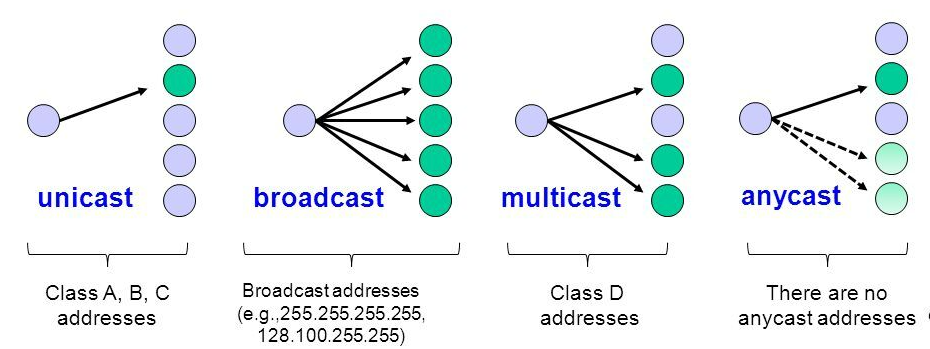 unicast
broadcast
multicast
anycast
Class A, B, C
addresses
Broadcast addresses
(e.g.,255.255.255.255,
128.100.255.255)
Class D
addresses
There are no
anycast addresses